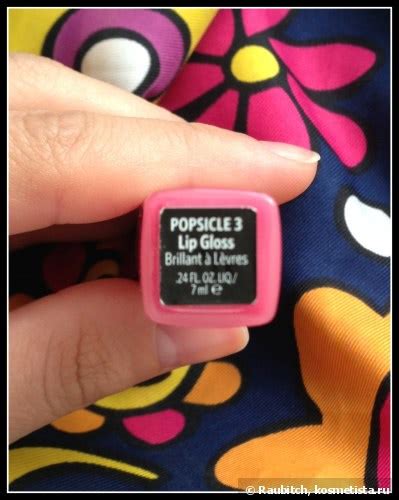 POPSICLE 3
Lip Gloss
Brillant à Lèvres
.24 FL.OZ.LIQ./
7ml ℮
© Raubitch, kosmetista.ru